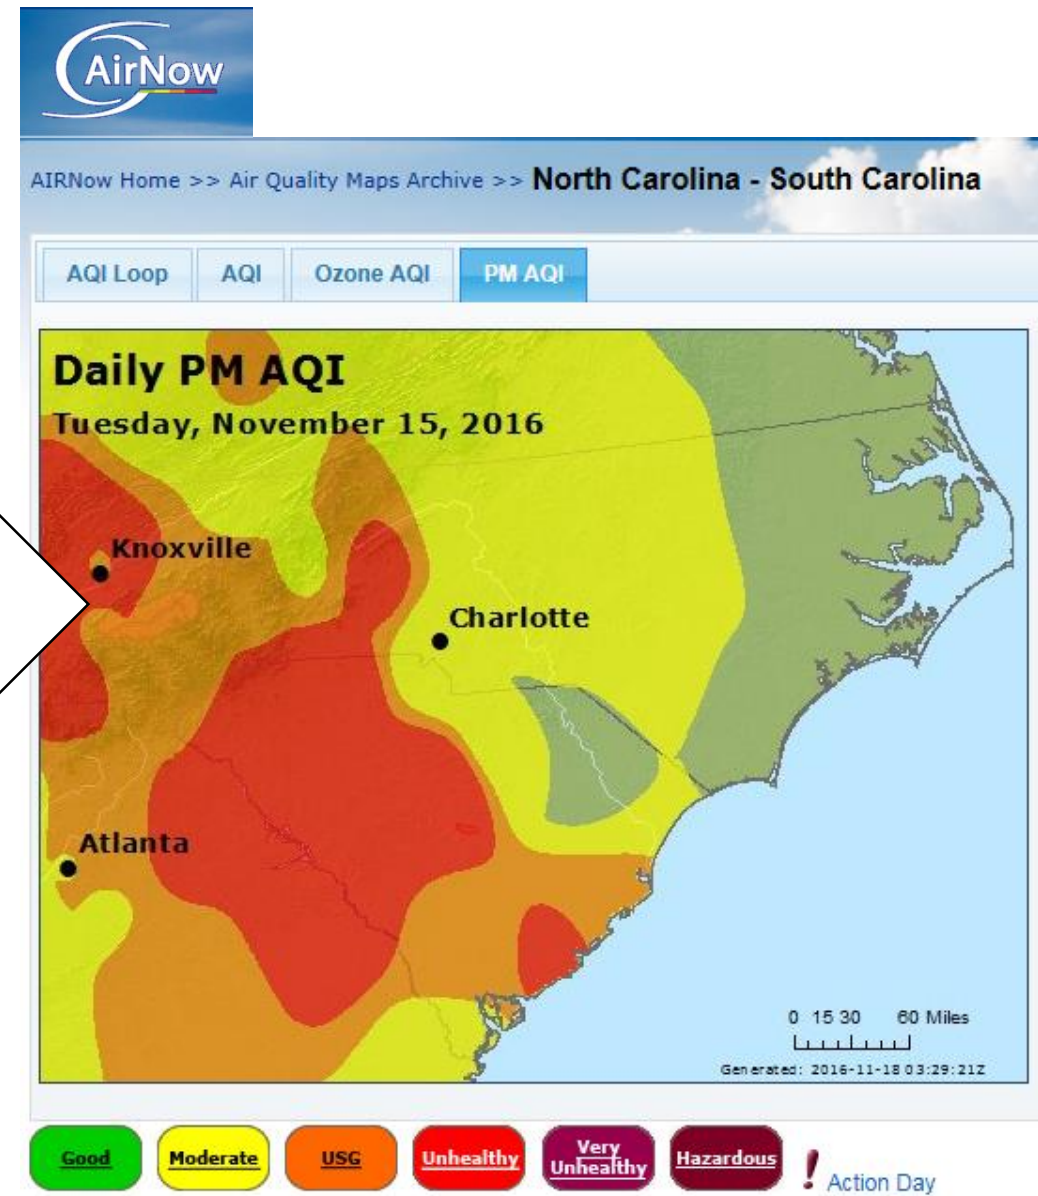 AirNow
AIRNow Home >> Air Quality Maps Archive >> North Carolina - South Carolina
AQI Loop AQI Ozone AQI PM AQI
Daily PM AQI
Tuesday, November 15, 2016
Knoxville
Charlotte
Atlanta
0 15 30 60 Miles
Generated: 2016-11-18 03:29:21Z
Good Moderate USG Unhealthy Very Unhealthy Hazardous ! Action Day